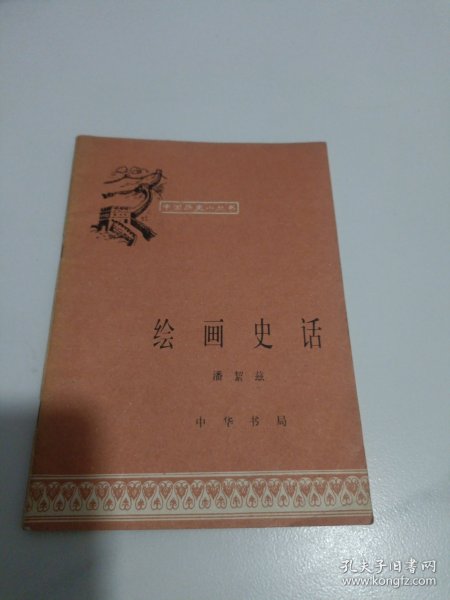 中国历史小丛书
绘画史话
潘絜兹
中华书局
孔夫子旧书网
www.kongfz.com